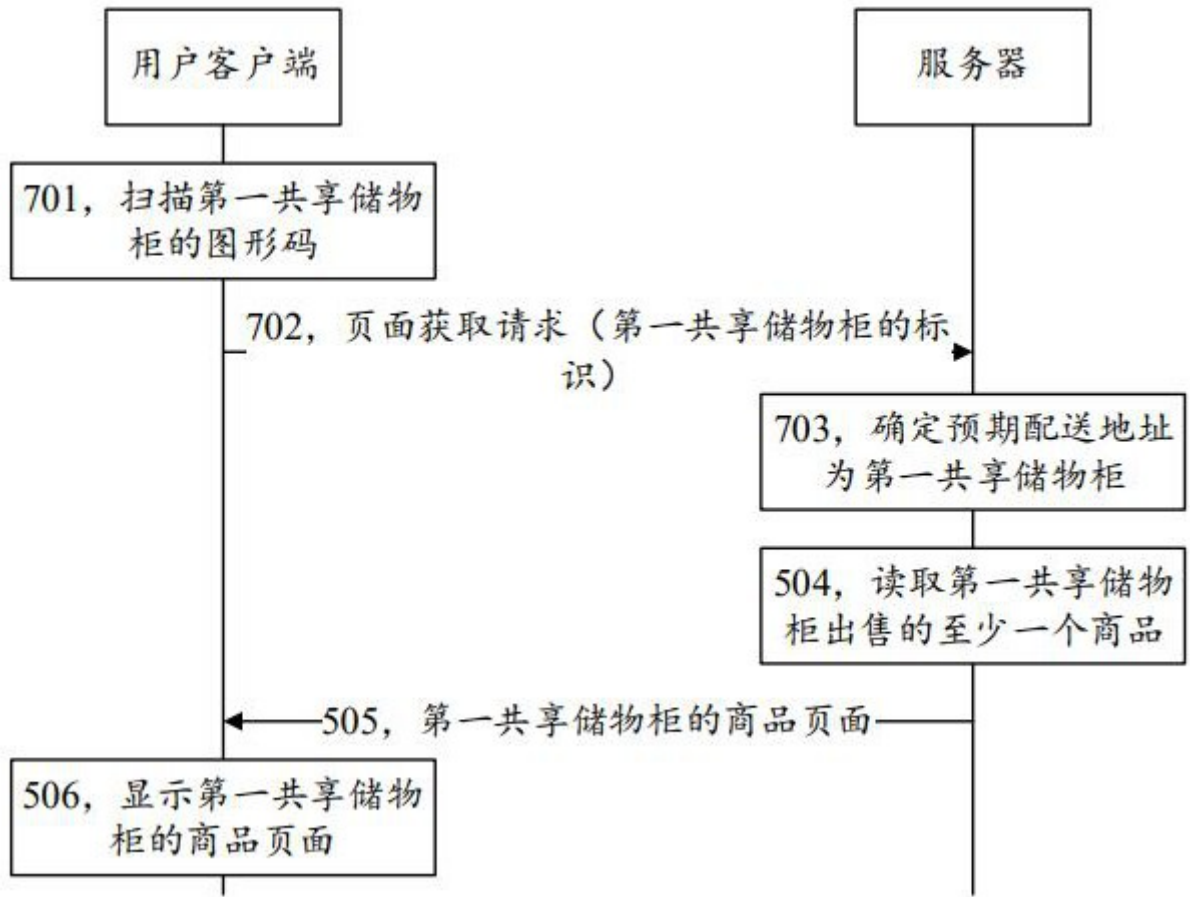 用户客户端
服务器
701，扫描第一共享储物
柜的图形码
702，页面获取请求（第一共享储物柜的标
识）
703，确定预期配送地址
为第一共享储物柜
504，读取第一共享储物
柜出售的至少一个商品
505，第一共享储物柜的商品页面
506，显示第一共享储物
柜的商品页面